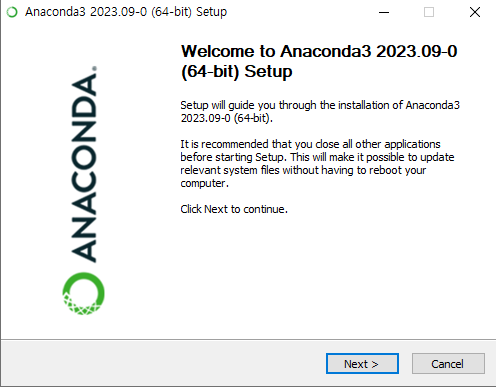 Anaconda3 2023.09-0 (64-bit) Setup
Welcome to Anaconda3 2023.09-0
(64-bit) Setup
Setup will guide you through the installation of Anaconda3
2023.09-0 (64-bit).
It is recommended that you close all other applications
before starting Setup. This will make it possible to update
relevant system files without having to reboot your
computer.
Click Next to continue.
ANACONDA.
Next >
Cancel